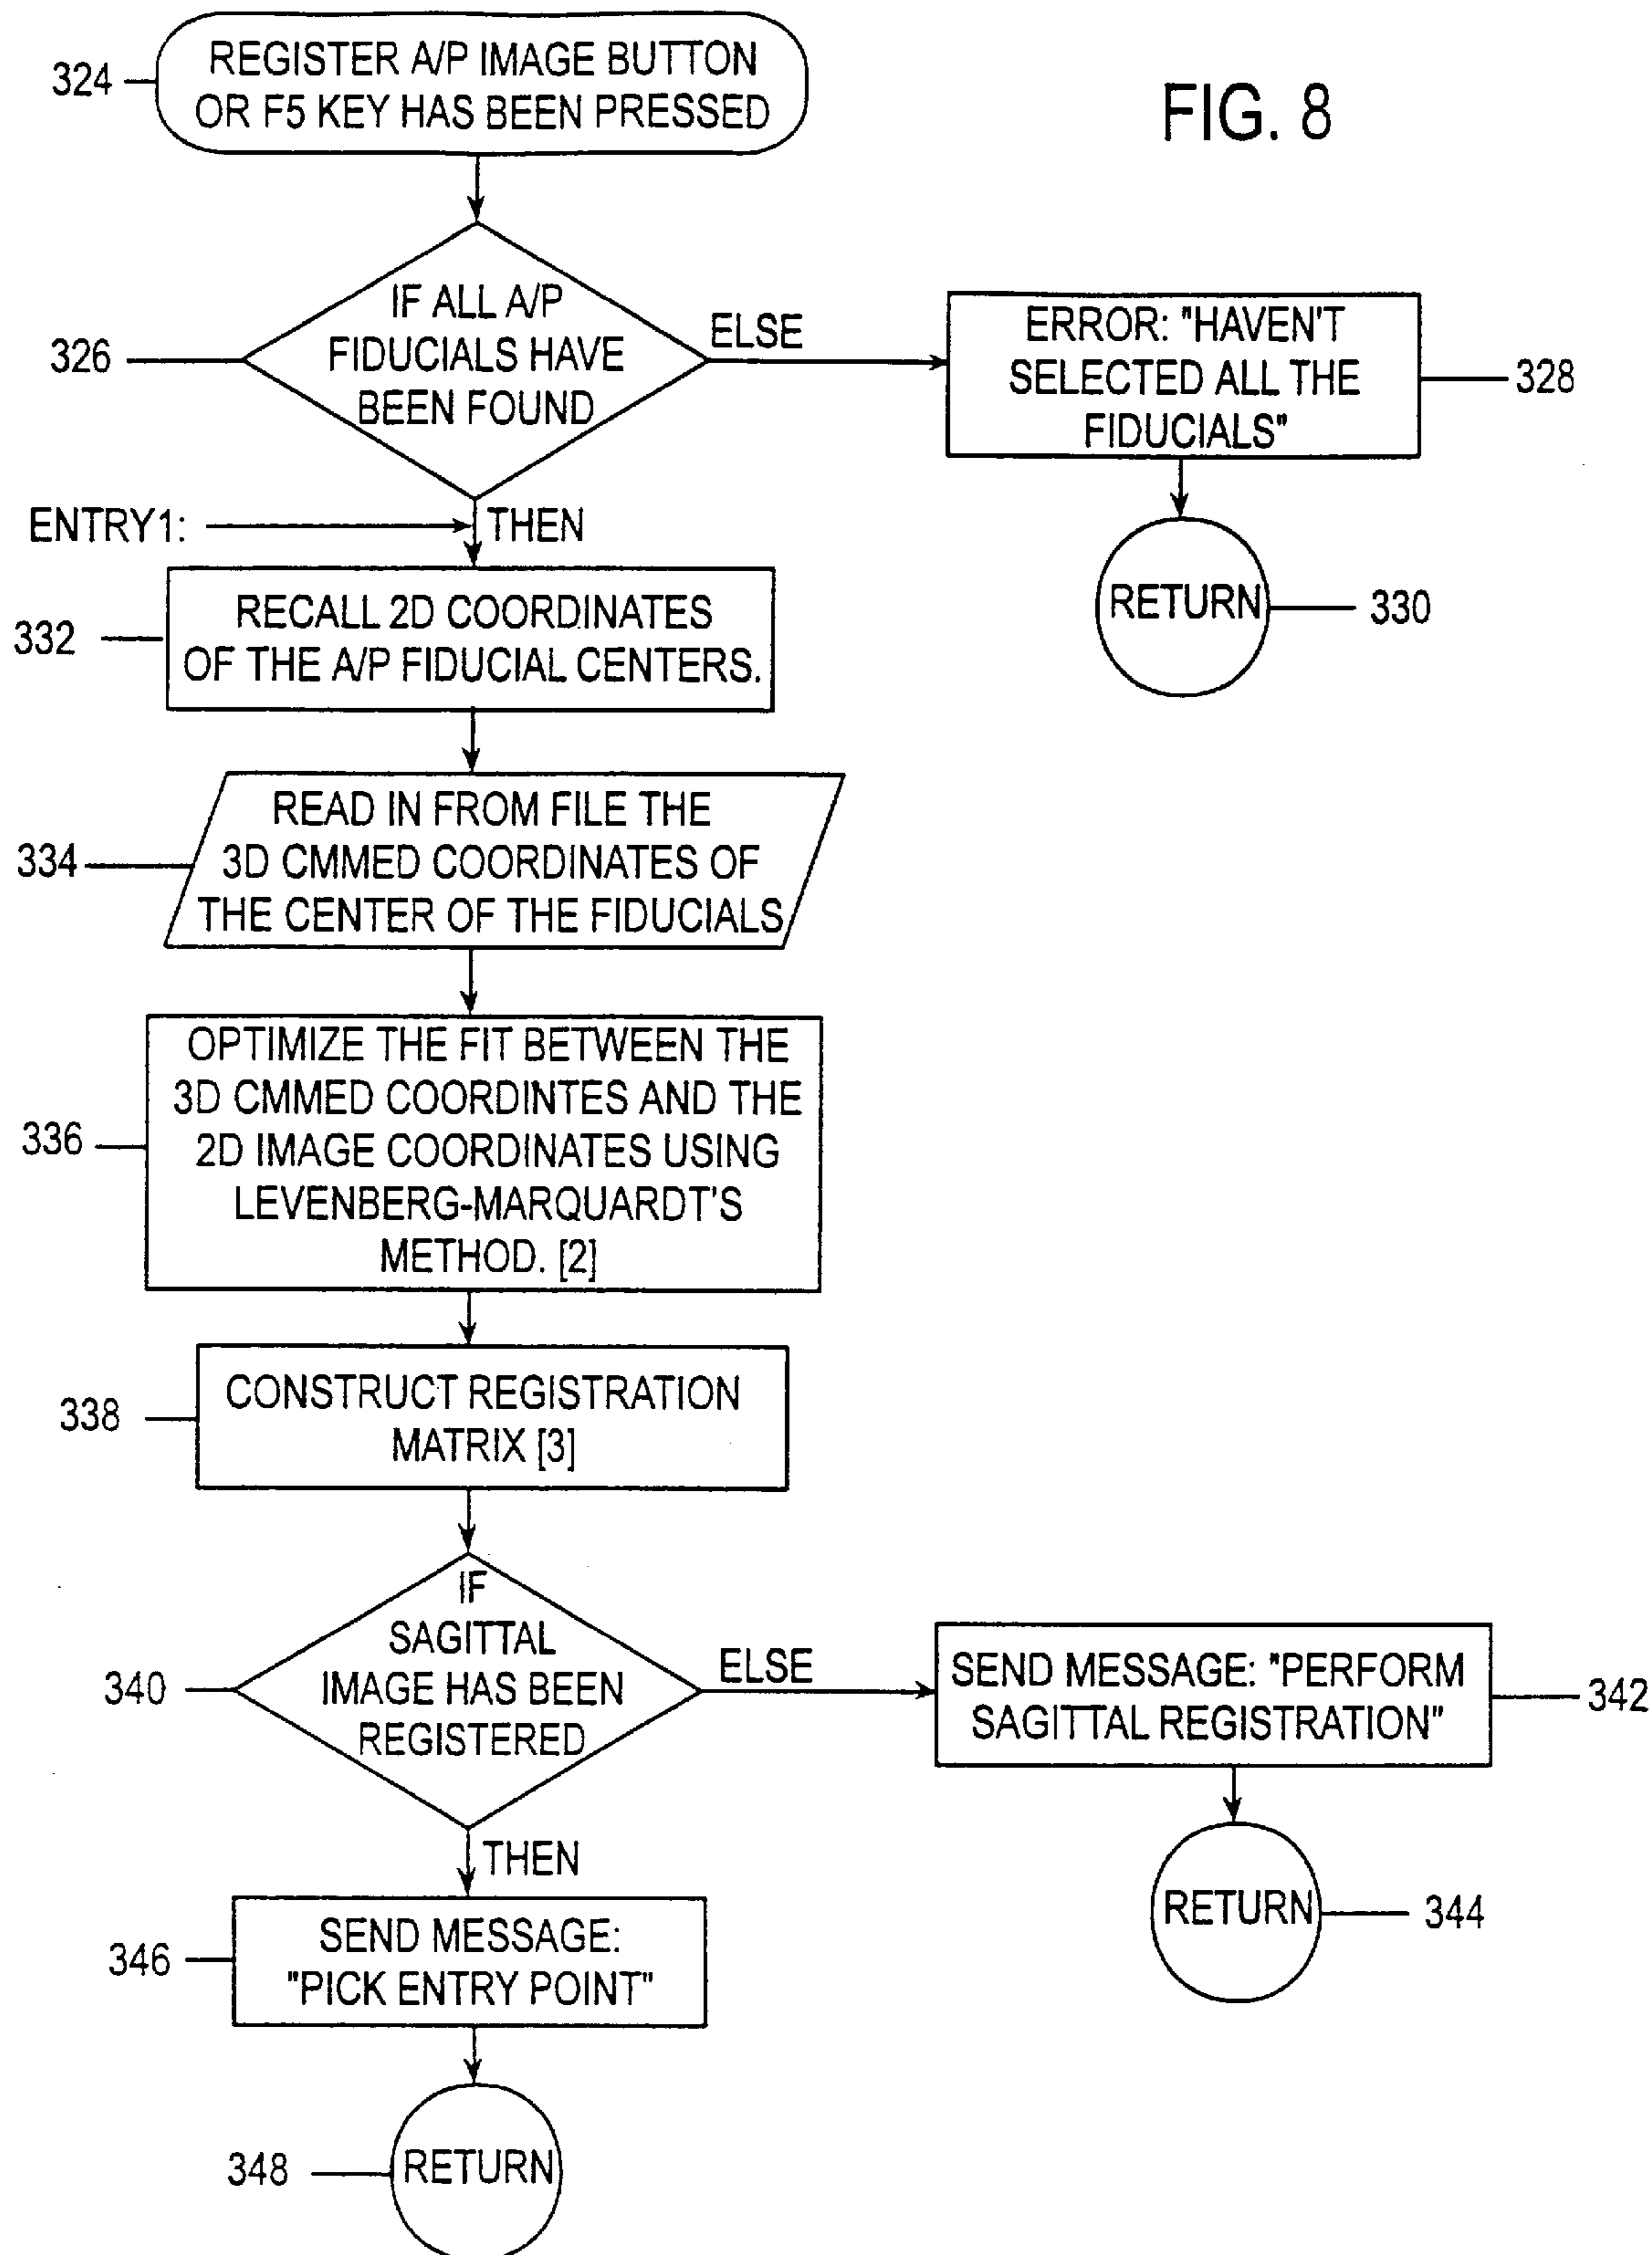 FIG. 8
324
REGISTER A/P IMAGE BUTTON
OR F5 KEY HAS BEEN PRESSED
326
IF ALL A/P
FIDUCIALS HAVE
BEEN FOUND
ELSE
ERROR: "HAVEN'T
SELECTED ALL THE
FIDUCIALS"
328
RETURN
330
ENTRY1:
THEN
332
RECALL 2D COORDINATES
OF THE A/P FIDUCIAL CENTERS.
334
READ IN FROM FILE THE
3D CMMED COORDINATES OF
THE CENTER OF THE FIDUCIALS
336
OPTIMIZE THE FIT BETWEEN THE
3D CMMED COORDINTES AND THE
2D IMAGE COORDINATES USING
LEVENBERG-MARQUARDT'S
METHOD. [2]
338
CONSTRUCT REGISTRATION
MATRIX [3]
340
IF
SAGITTAL
IMAGE HAS BEEN
REGISTERED
ELSE
SEND MESSAGE: "PERFORM
SAGITTAL REGISTRATION"
342
RETURN
344
THEN
346
SEND MESSAGE:
"PICK ENTRY POINT"
348
RETURN